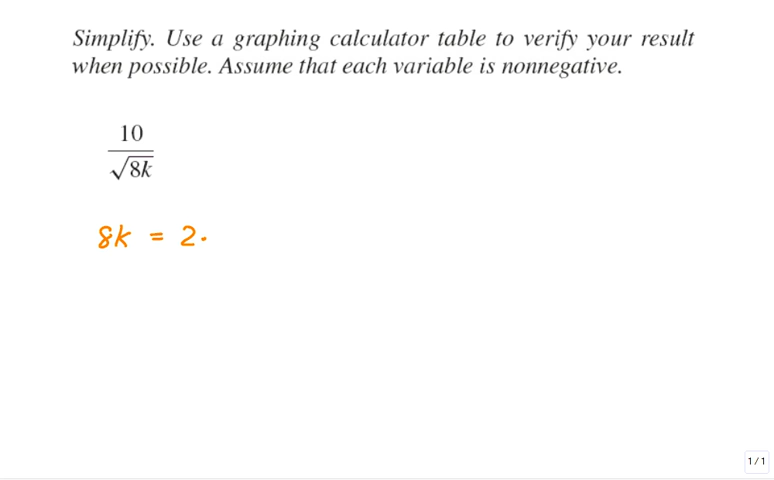 Simplify. Use a graphing calculator table to verify your result
when possible. Assume that each variable is nonnegative.
10
√8k
8k = 2.
1/1